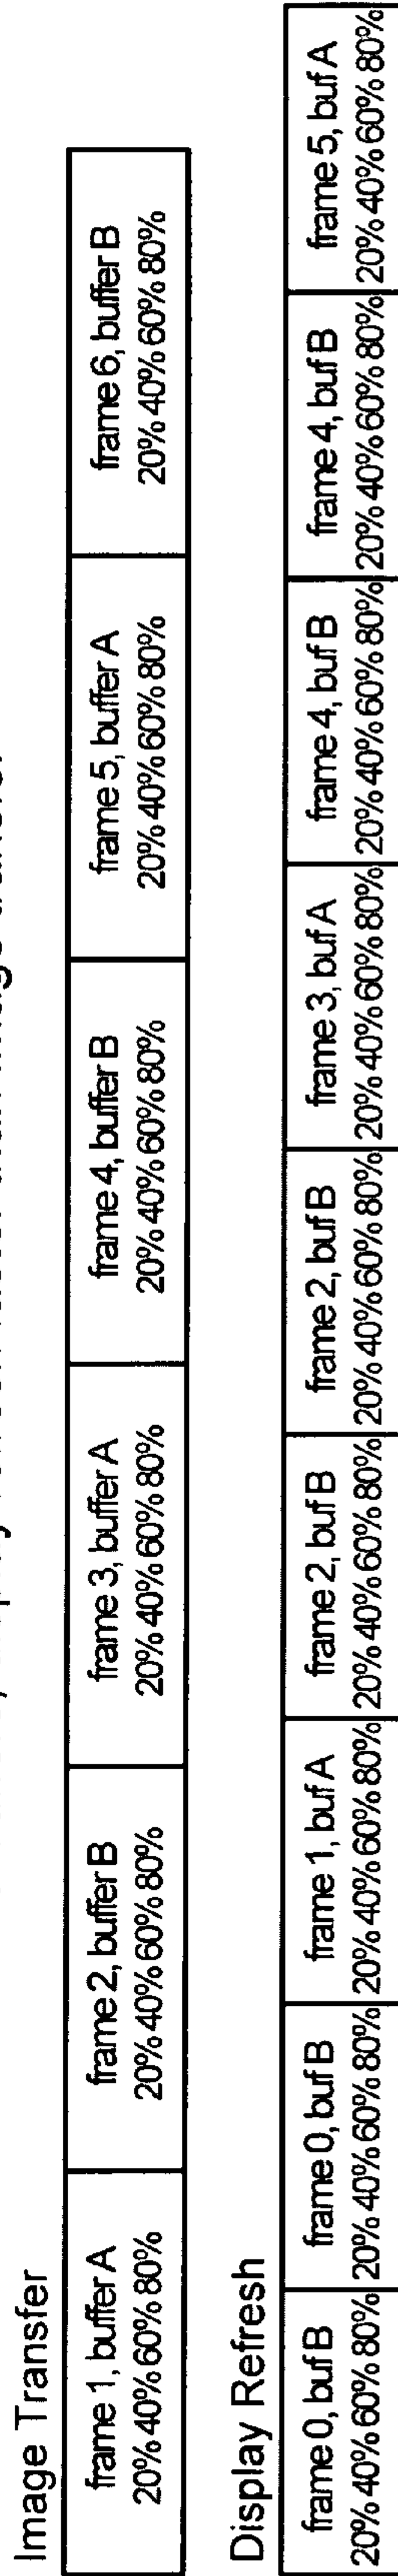 Image Transfer
frame 1, buffer A
20% 40% 60% 80%
frame 2, buffer B
20% 40% 60% 80%
frame 3, buffer A
20% 40% 60% 80%
frame 4, buffer B
20% 40% 60% 80%
frame 5, buffer A
20% 40% 60% 80%
frame 6, buffer B
20% 40% 60% 80%
Display Refresh
frame 0, buf B
20% 40% 60% 80%
frame 0, buf B
20% 40% 60% 80%
frame 1, buf A
20% 40% 60% 80%
frame 2, buf B
20% 40% 60% 80%
frame 2, buf B
20% 40% 60% 80%
frame 3, buf A
20% 40% 60% 80%
frame 4, buf B
20% 40% 60% 80%
frame 4, buf B
20% 40% 60% 80%
frame 5, buf A
20% 40% 60% 80%